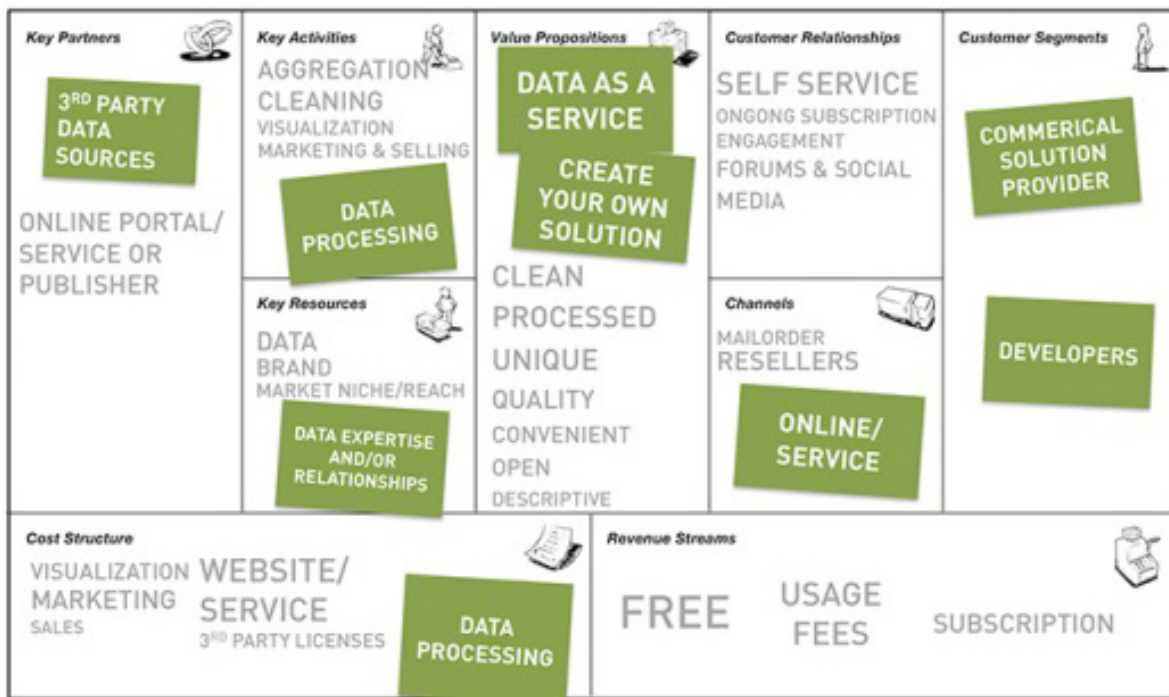 Key Partners
3RD PARTY
DATA
SOURCES
ONLINE PORTAL/
SERVICE OR
PUBLISHER
Key Activities
AGGREGATION
CLEANING
VISUALIZATION
MARKETING & SELLING
DATA
PROCESSING
Key Resources
DATA
BRAND
MARKET NICHE/REACH
DATA EXPERTISE
AND/OR
RELATIONSHIPS
Value Propositions
DATA AS A
SERVICE
CREATE
YOUR OWN
SOLUTION
CLEAN
PROCESSED
UNIQUE
QUALITY
CONVENIENT
OPEN
DESCRIPTIVE
Customer Relationships
SELF SERVICE
ONGONG SUBSCRIPTION
ENGAGEMENT
FORUMS & SOCIAL
MEDIA
Channels
MAILORDER
RESELLERS
ONLINE/
SERVICE
Customer Segments
COMMERICAL
SOLUTION
PROVIDER
DEVELOPERS
Cost Structure
VISUALIZATION
MARKETING
SALES
WEBSITE/
SERVICE
3RD PARTY LICENSES
DATA
PROCESSING
Revenue Streams
FREE
USAGE
FEES
SUBSCRIPTION